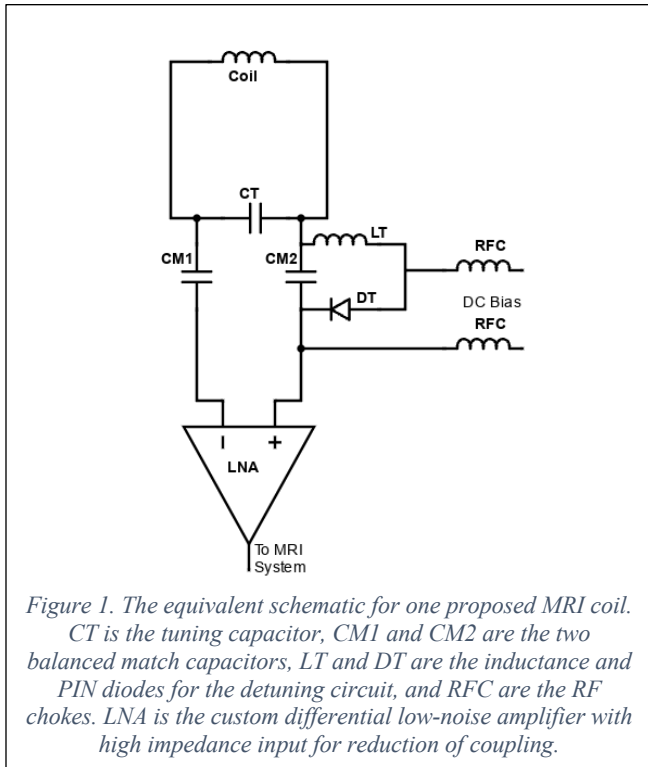 Coil
CT
LT
RFC
CM1
CM2
DT
DC Bias
RFC
LNA
To MRI
System
Figure 1. The equivalent schematic for one proposed MRI coil.
CT is the tuning capacitor, CM1 and CM2 are the two
balanced match capacitors, LT and DT are the inductance and
PIN diodes for the detuning circuit, and RFC are the RF
chokes. LNA is the custom differential low-noise amplifier with
high impedance input for reduction of coupling.